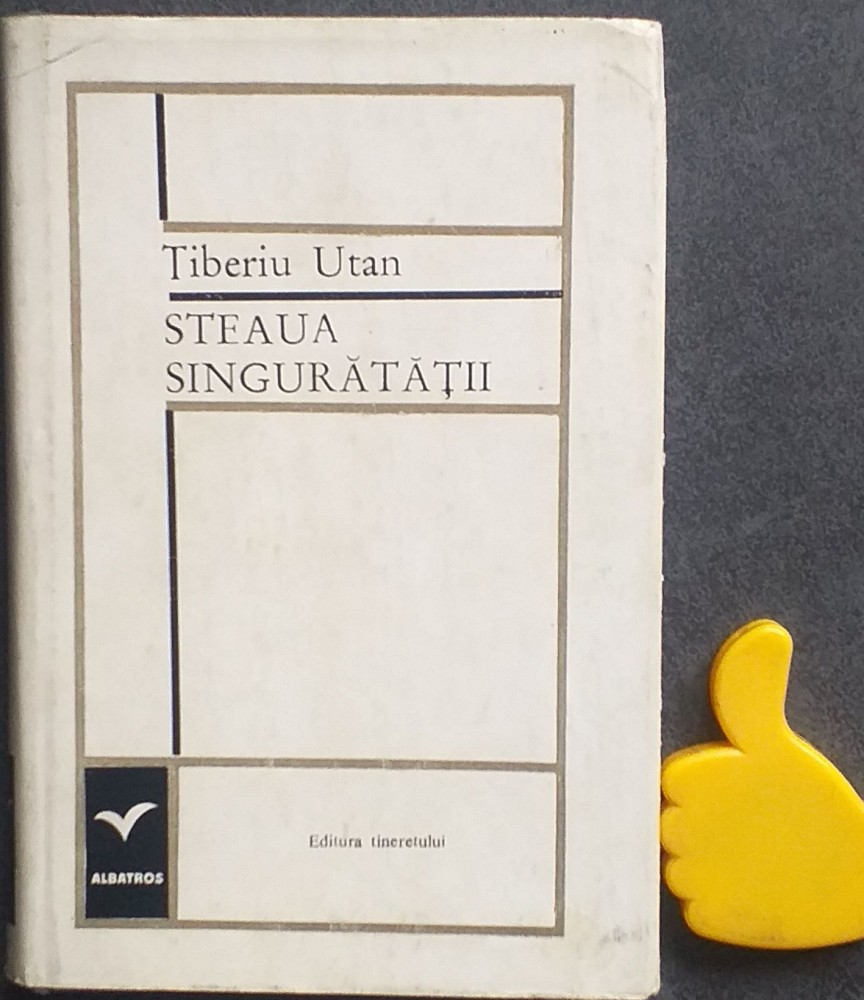 Tiberiu Utan
STEAUA
SINGURĂTĂŢII
Editura tineretului
ALBATROS